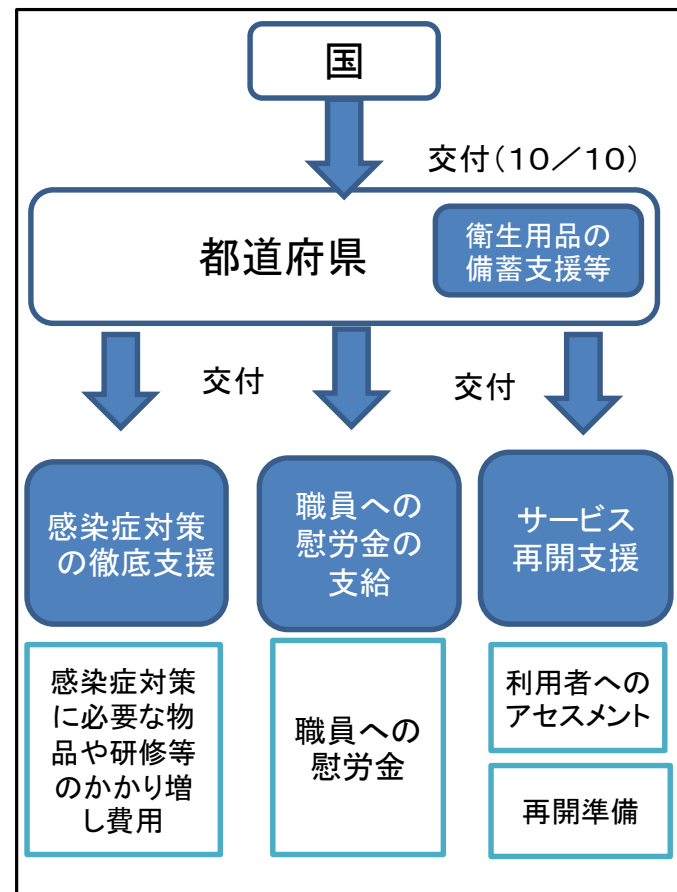 国
交付(10/10)
都道府県
衛生用品の
備蓄支援等
交付
交付
感染症対策
の徹底支援
職員への
慰労金の
支給
サービス
再開支援
感染症対策
に必要な物
品や研修等
のかかり増
し費用
職員への
慰労金
利用者への
アセスメント
再開準備